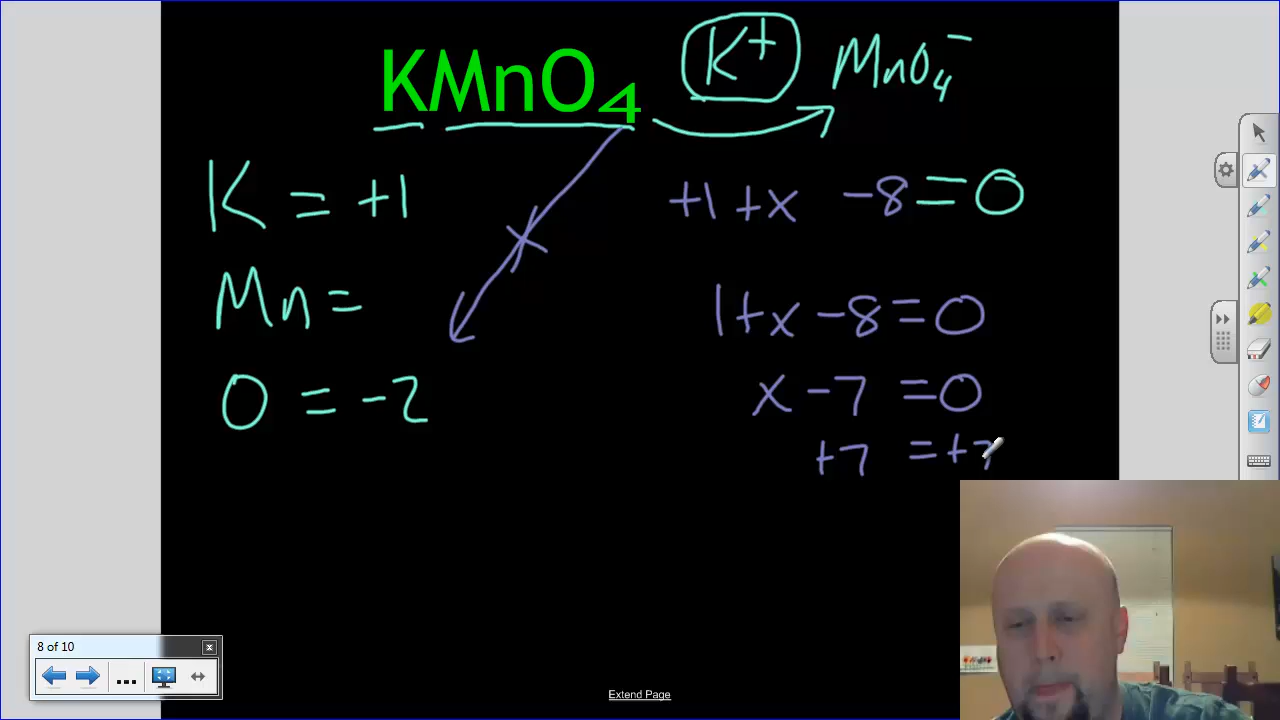 KMnO₄ K⁺ MnO₄⁻
K = +1
+1 +x -8 = 0
Mn =
1+x -8 = 0
x -7 = 0
O = -2
+7 = +7
8 of 10
...
Extend Page